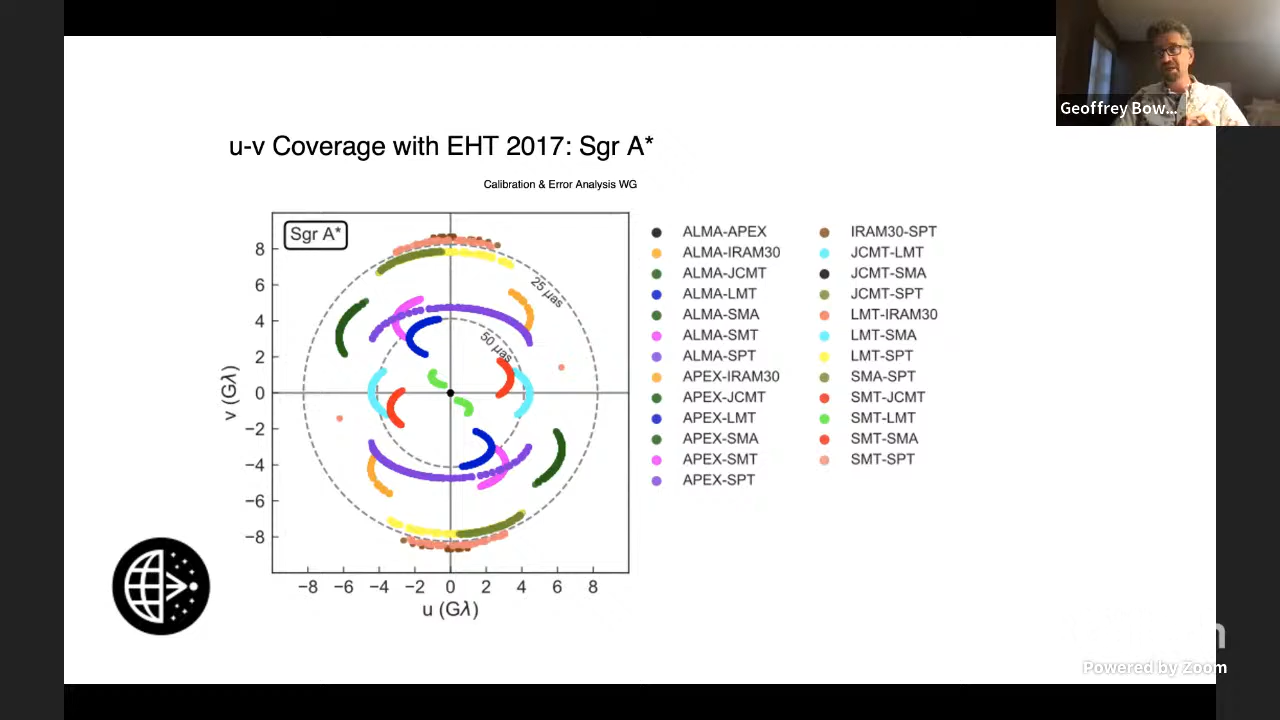 Geoffrey Bow...
u-v Coverage with EHT 2017: Sgr A*
Calibration & Error Analysis WG
Sgr A*
25 μas
50 μas
8
6
4
2
0
−2
−4
−6
−8
v (Gλ)
−8 −6 −4 −2 0 2 4 6 8
u (Gλ)
ALMA-APEX
ALMA-IRAM30
ALMA-JCMT
ALMA-LMT
ALMA-SMA
ALMA-SMT
ALMA-SPT
APEX-IRAM30
APEX-JCMT
APEX-LMT
APEX-SMA
APEX-SMT
APEX-SPT
IRAM30-SPT
JCMT-LMT
JCMT-SMA
JCMT-SPT
LMT-IRAM30
LMT-SMA
LMT-SPT
SMA-SPT
SMT-JCMT
SMT-LMT
SMT-SMA
SMT-SPT
Powered by Zoom